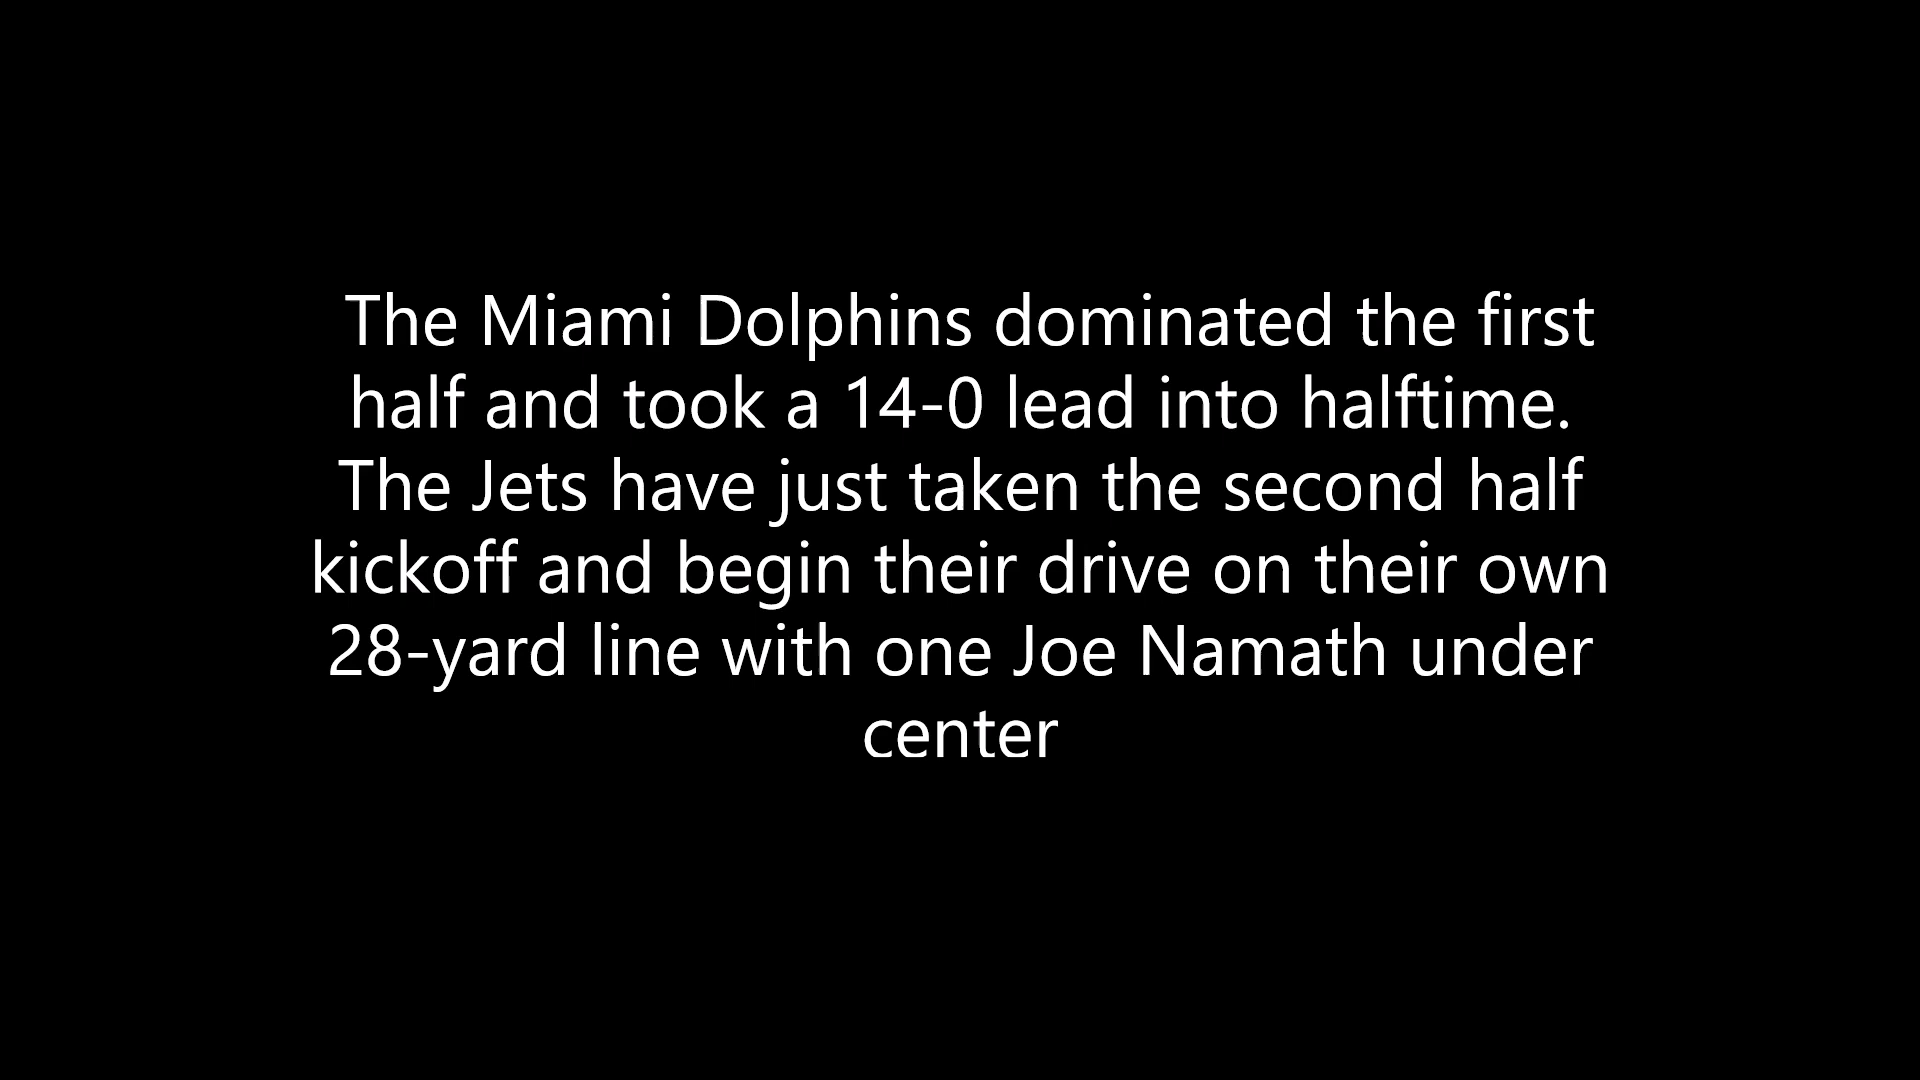 The Miami Dolphins dominated the first
half and took a 14-0 lead into halftime.
The Jets have just taken the second half
kickoff and begin their drive on their own
28-yard line with one Joe Namath under
center